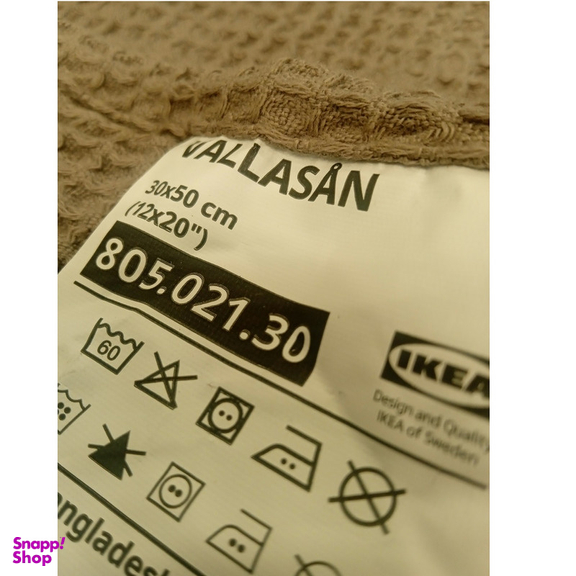 VALLASÅN
30x50 cm
(12x20")
805.021.30
60
IKEA
Design and Quality
IKEA of Sweden
Snapp!
Shop